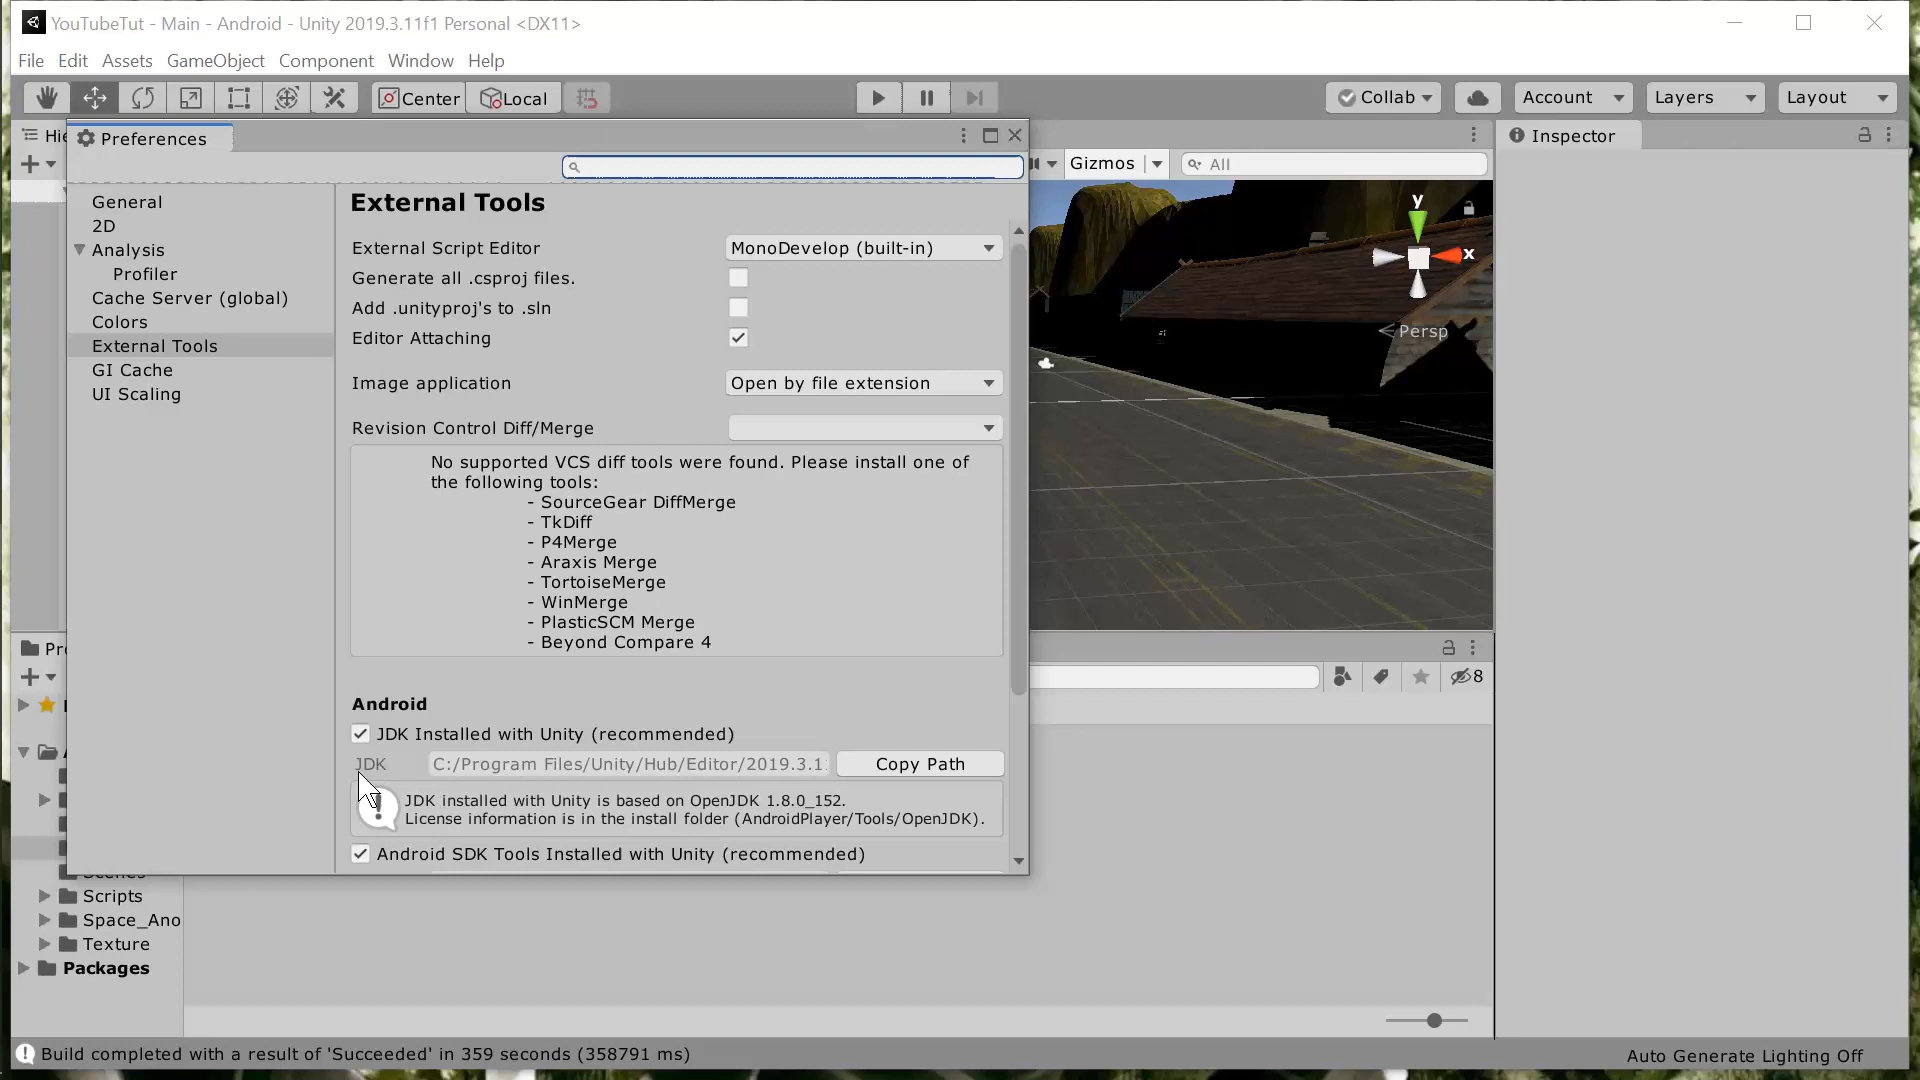 YouTubeTut - Main - Android - Unity 2019.3.11f1 Personal <DX11>
File Edit Assets GameObject Component Window Help
Center Local Collab Account Layers Layout
Preferences
Gizmos All
Inspector
General
2D
Analysis
Profiler
Cache Server (global)
Colors
External Tools
GI Cache
UI Scaling
External Tools
External Script Editor MonoDevelop (built-in)
Generate all .csproj files.
Add .unityproj's to .sln
Editor Attaching
Image application Open by file extension
Revision Control Diff/Merge
No supported VCS diff tools were found. Please install one of
the following tools:
- SourceGear DiffMerge
- TkDiff
- P4Merge
- Araxis Merge
- TortoiseMerge
- WinMerge
- PlasticSCM Merge
- Beyond Compare 4
Android
JDK Installed with Unity (recommended)
JDK C:/Program Files/Unity/Hub/Editor/2019.3.1 Copy Path
JDK installed with Unity is based on OpenJDK 1.8.0_152.
License information is in the install folder (AndroidPlayer/Tools/OpenJDK).
Android SDK Tools Installed with Unity (recommended)
y
x
Persp
8
Scenes
Scripts
Space_Ano
Texture
Packages
Build completed with a result of 'Succeeded' in 359 seconds (358791 ms)
Auto Generate Lighting Off